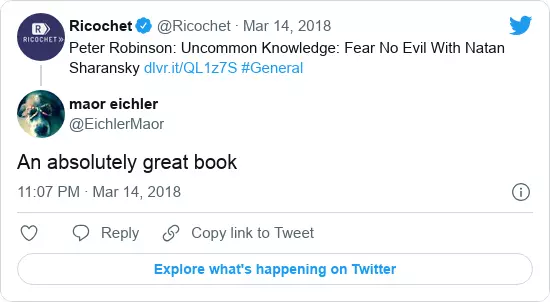 RICOCHET
Ricochet @Ricochet · Mar 14, 2018
Peter Robinson: Uncommon Knowledge: Fear No Evil With Natan
Sharansky dlvr.it/QL1z7S #General
maor eichler
@EichlerMaor
An absolutely great book
11:07 PM · Mar 14, 2018
Reply
Copy link to Tweet
Explore what's happening on Twitter